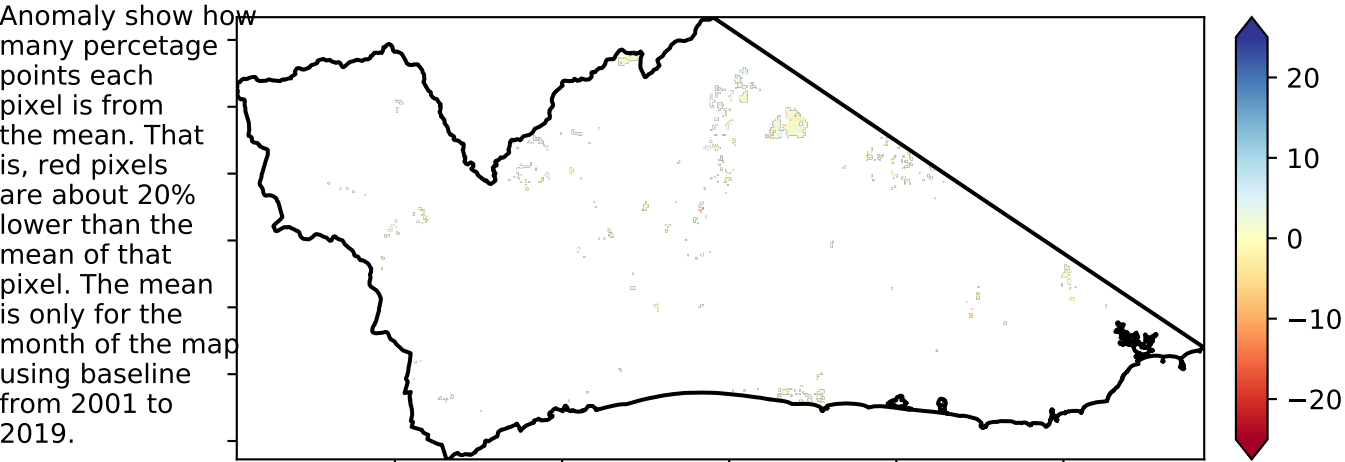 Anomaly show how
many percetage
points each
pixel is from
the mean. That
is, red pixels
are about 20%
lower than the
mean of that
pixel. The mean
is only for the
month of the map
using baseline
from 2001 to
2019.
20
10
0
−10
−20